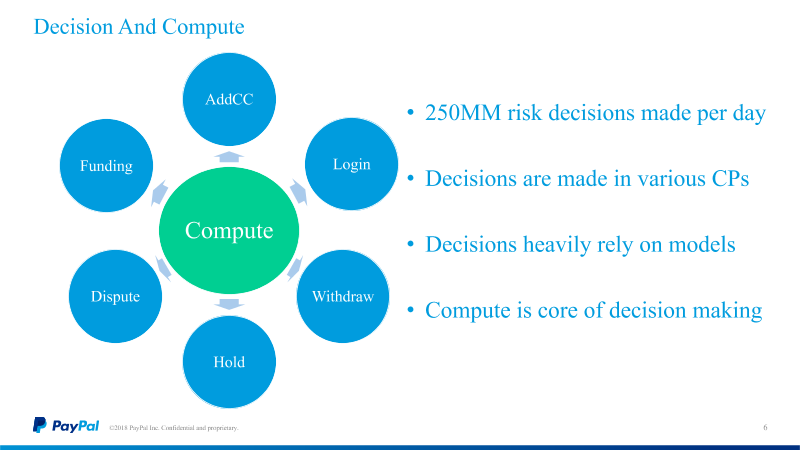 Decision And Compute
AddCC
Login
Funding
Compute
Dispute
Withdraw
Hold
• 250MM risk decisions made per day
• Decisions are made in various CPs
• Decisions heavily rely on models
• Compute is core of decision making
PayPal
©2018 PayPal Inc. Confidential and proprietary.
6